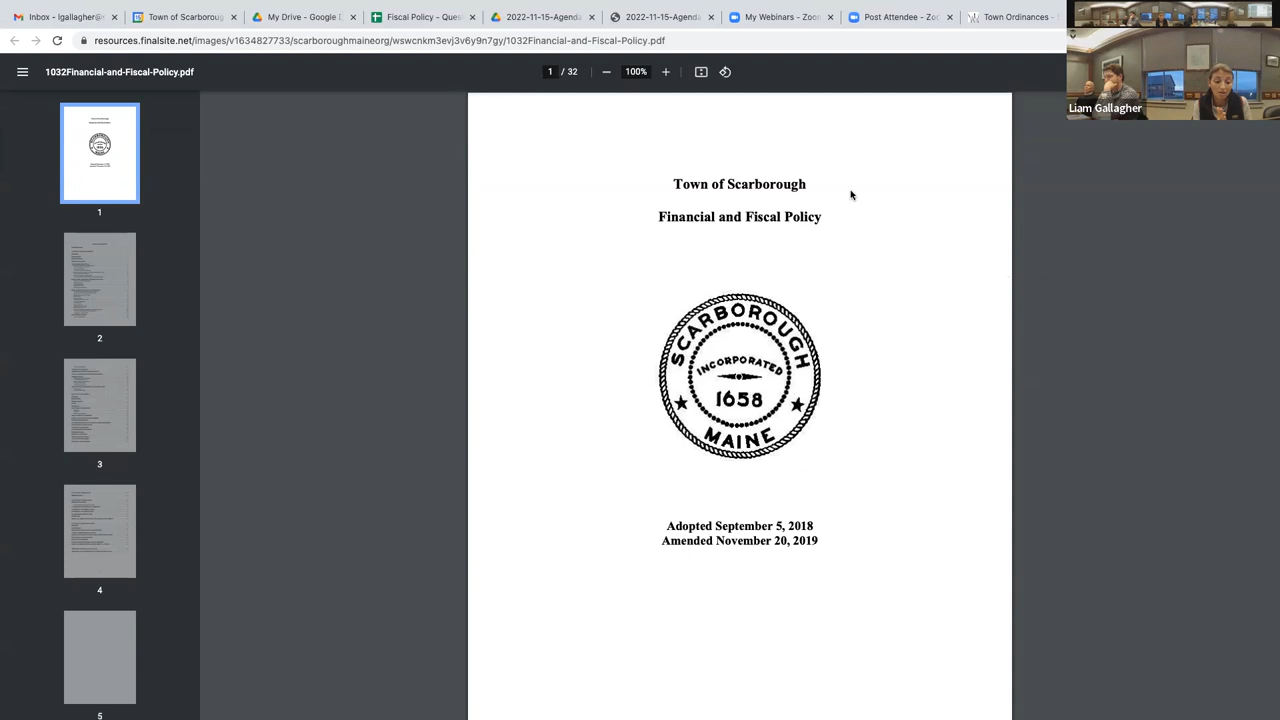 Inbox - lgallagher@
Town of Scarboroug
My Drive - Google D
Fiscal Policy - Ques
2022-11-15-Agenda
2022-11-15-Agenda
My Webinars - Zoom
Post Attendee - Zoo
Town Ordinances -
resources.finalsite.net/images/v1634827733/scarboroughmaineorg/wswcnkm3evj3v6y9n7gy/1032Financial-and-Fiscal-Policy.pdf
1032Financial-and-Fiscal-Policy.pdf
1 / 32
100%
Liam Gallagher
1
2
3
4
5
Town of Scarborough
Financial and Fiscal Policy
SCARBOROUGH
INCORPORATED
1658
MAINE
Adopted September 5, 2018
Amended November 20, 2019